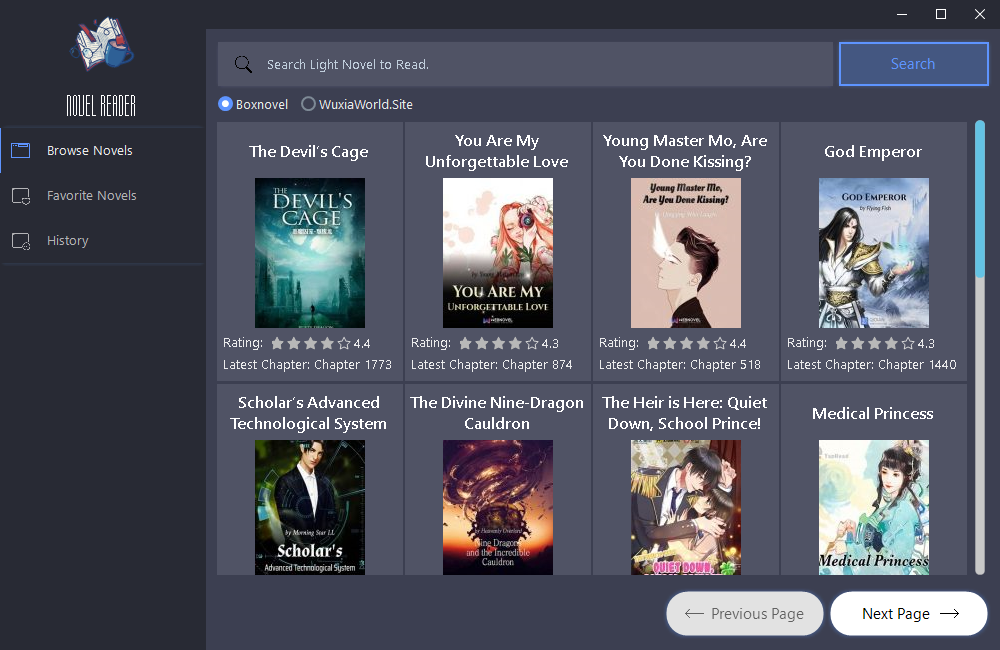 NOVEL READER
Browse Novels
Favorite Novels
History
Search Light Novel to Read.
Search
Boxnovel
WuxiaWorld.Site
The Devil's Cage
THE
DEVIL'S
CAGE
Rating: 4.4
Latest Chapter: Chapter 1773
You Are My
Unforgettable Love
YOU ARE MY
UNFORGETTABLE LOVE
WEBNOVEL
Rating: 4.3
Latest Chapter: Chapter 874
Young Master Mo, Are
You Done Kissing?
Young Master Mo,
Are You Done Kissing?
Rating: 4.4
Latest Chapter: Chapter 518
God Emperor
GOD EMPEROR
by Flying Fish
Rating: 4.3
Latest Chapter: Chapter 1440
Scholar's Advanced
Technological System
by Morning Star LL
Scholar's
Advanced Technological System
The Divine Nine-Dragon
Cauldron
by Heavenly Overlord
and the Incredible
Cauldron
The Heir is Here: Quiet
Down, School Prince!
QUIET DOWN,
Medical Princess
TapRead
Medical Princess
Previous Page
Next Page